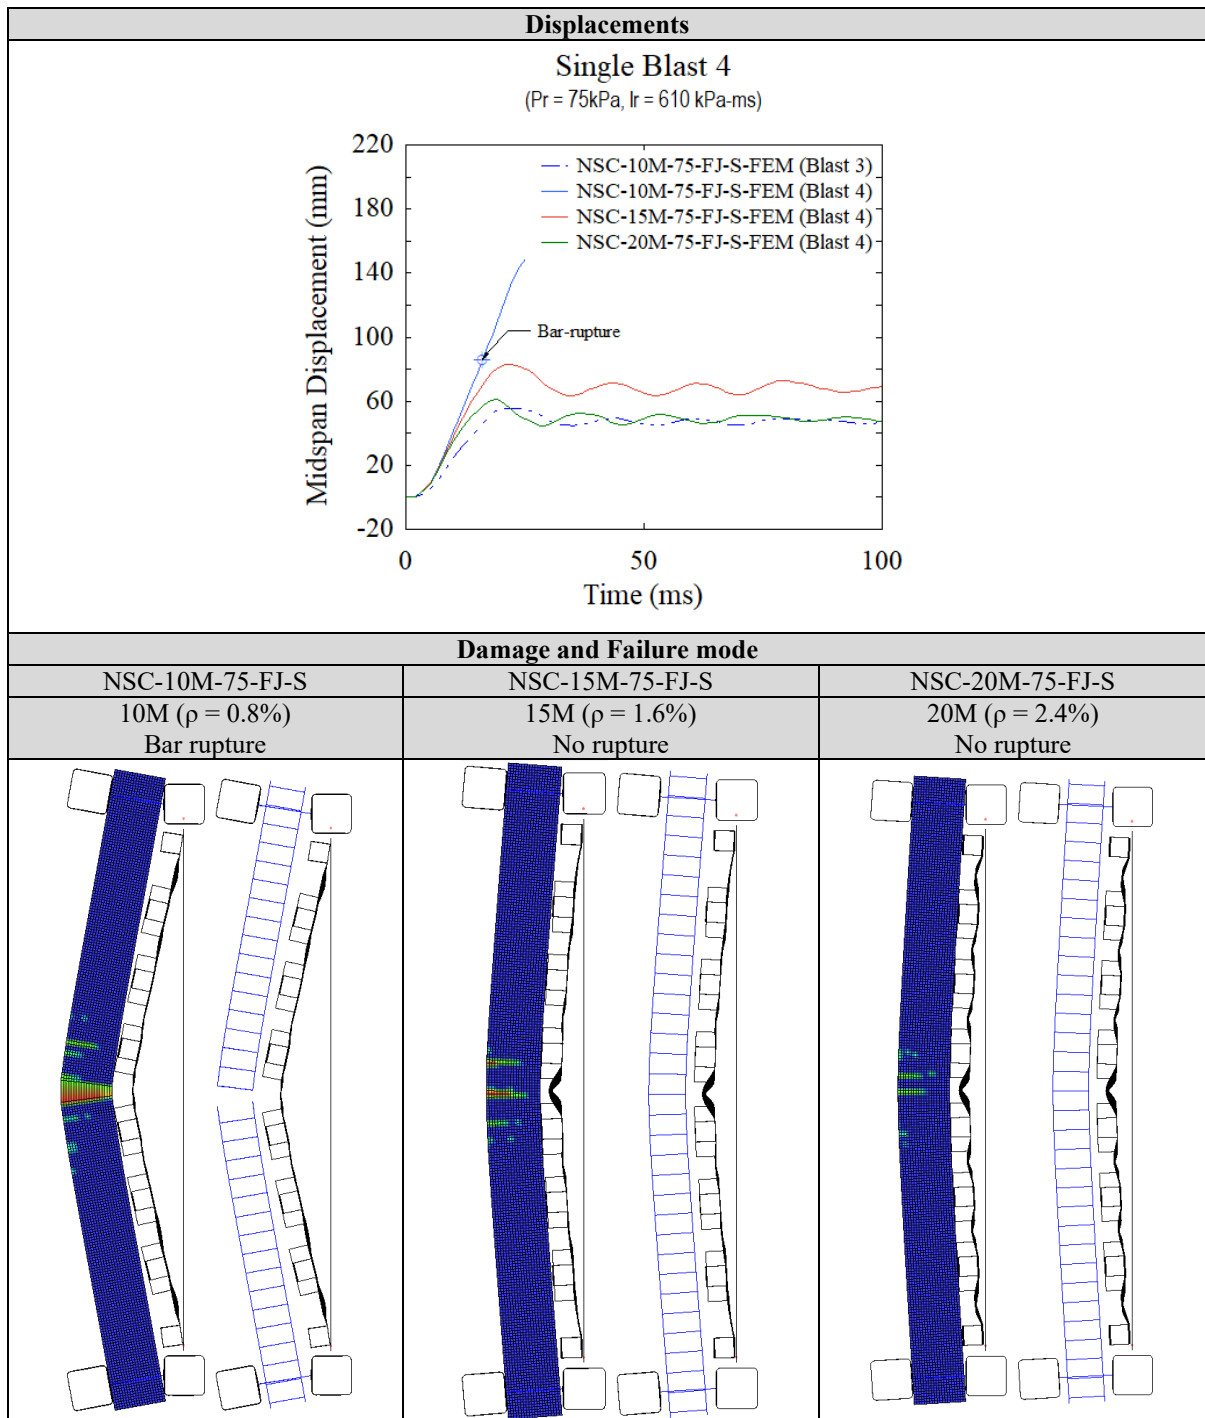 Displacements
Single Blast 4
(Pr = 75kPa, Ir = 610 kPa-ms)
220
180
140
100
60
20
-20
Midspan Displacement (mm)
NSC-10M-75-FJ-S-FEM (Blast 3)
NSC-10M-75-FJ-S-FEM (Blast 4)
NSC-15M-75-FJ-S-FEM (Blast 4)
NSC-20M-75-FJ-S-FEM (Blast 4)
Bar-rupture
0 50 100
Time (ms)
Damage and Failure mode
NSC-10M-75-FJ-S NSC-15M-75-FJ-S NSC-20M-75-FJ-S
10M (ρ = 0.8%) 15M (ρ = 1.6%) 20M (ρ = 2.4%)
Bar rupture No rupture No rupture